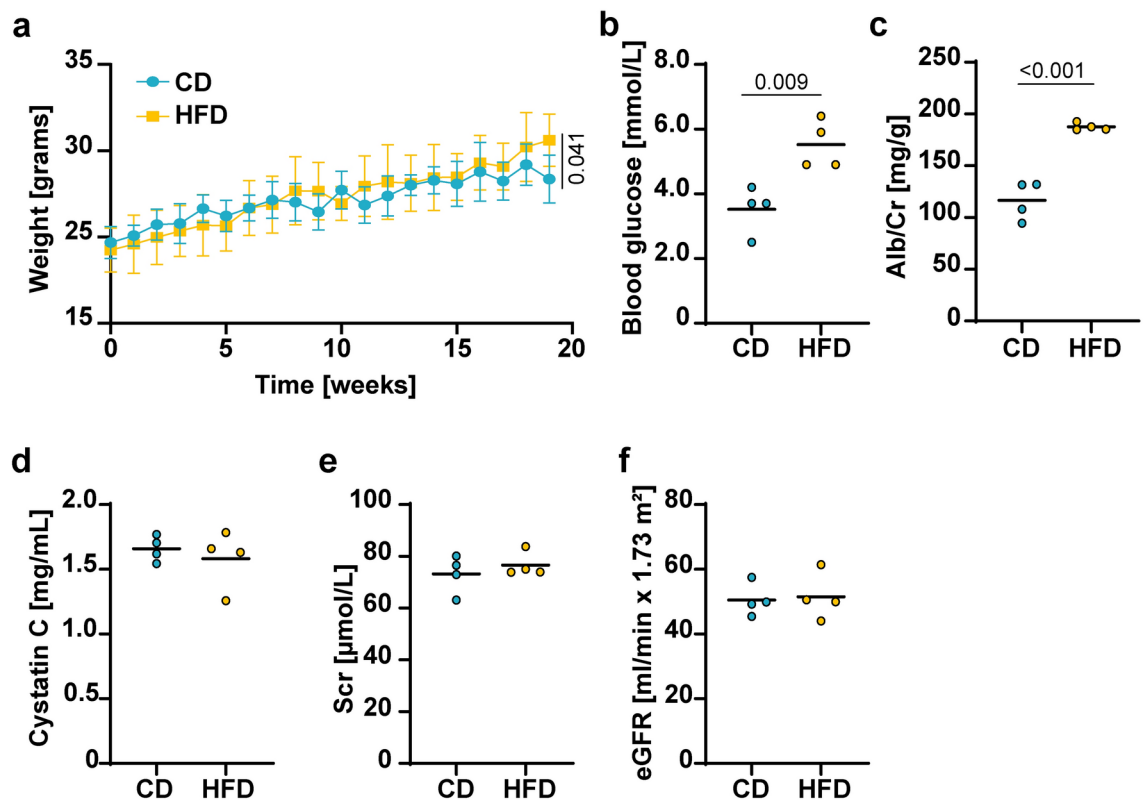 a
Weight [grams]
35
30
25
15
0
5
10
15
20
Time [weeks]
CD
HFD
0.041
b
Blood glucose [mmol/L]
8.0
6.0
4.0
2.0
0
0.009
CD
HFD
c
Alb/Cr [mg/g]
250
200
150
100
50
0
<0.001
CD
HFD
d
Cystatin C [mg/mL]
2.0
1.5
1.0
0.5
0
CD
HFD
e
Scr [µmol/L]
100
80
60
40
20
0
CD
HFD
f
eGFR [ml/min x 1.73 m²]
80
60
40
20
0
CD
HFD